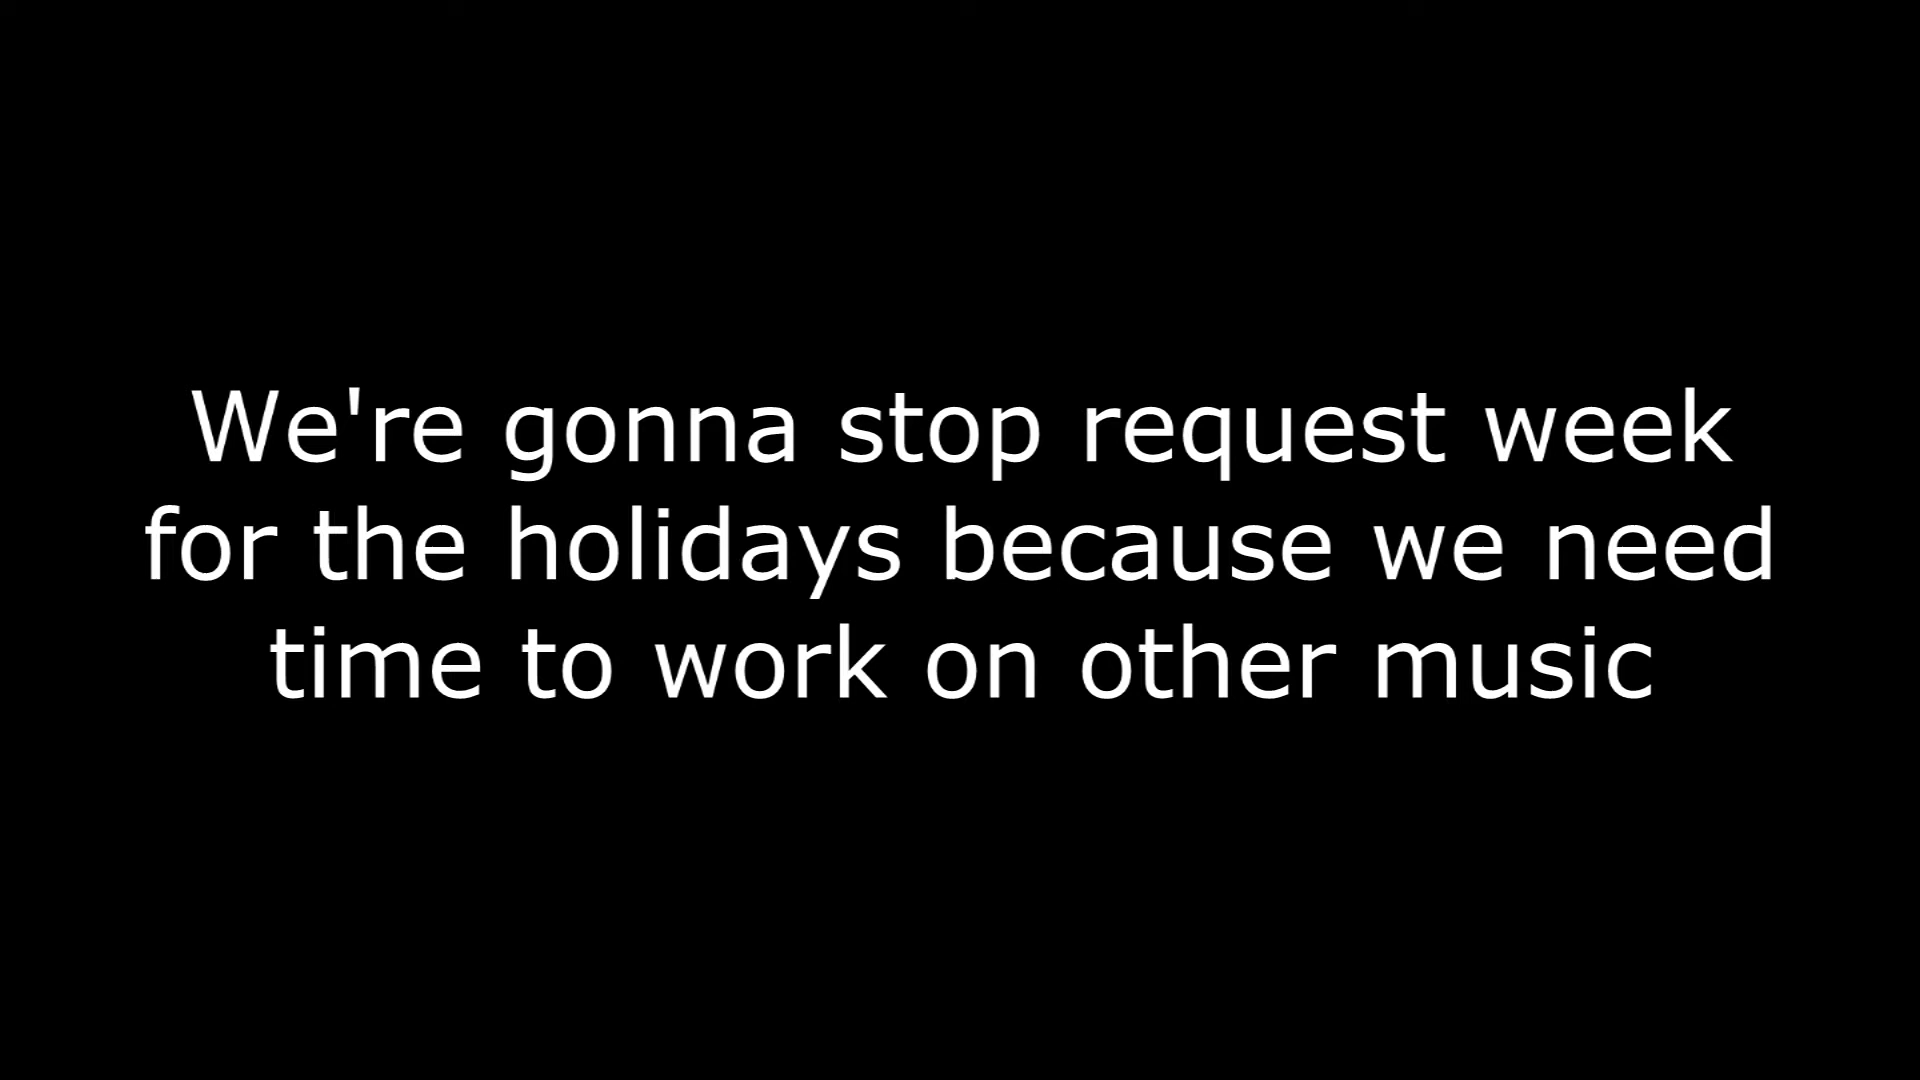 We're gonna stop request week
for the holidays because we need
time to work on other music